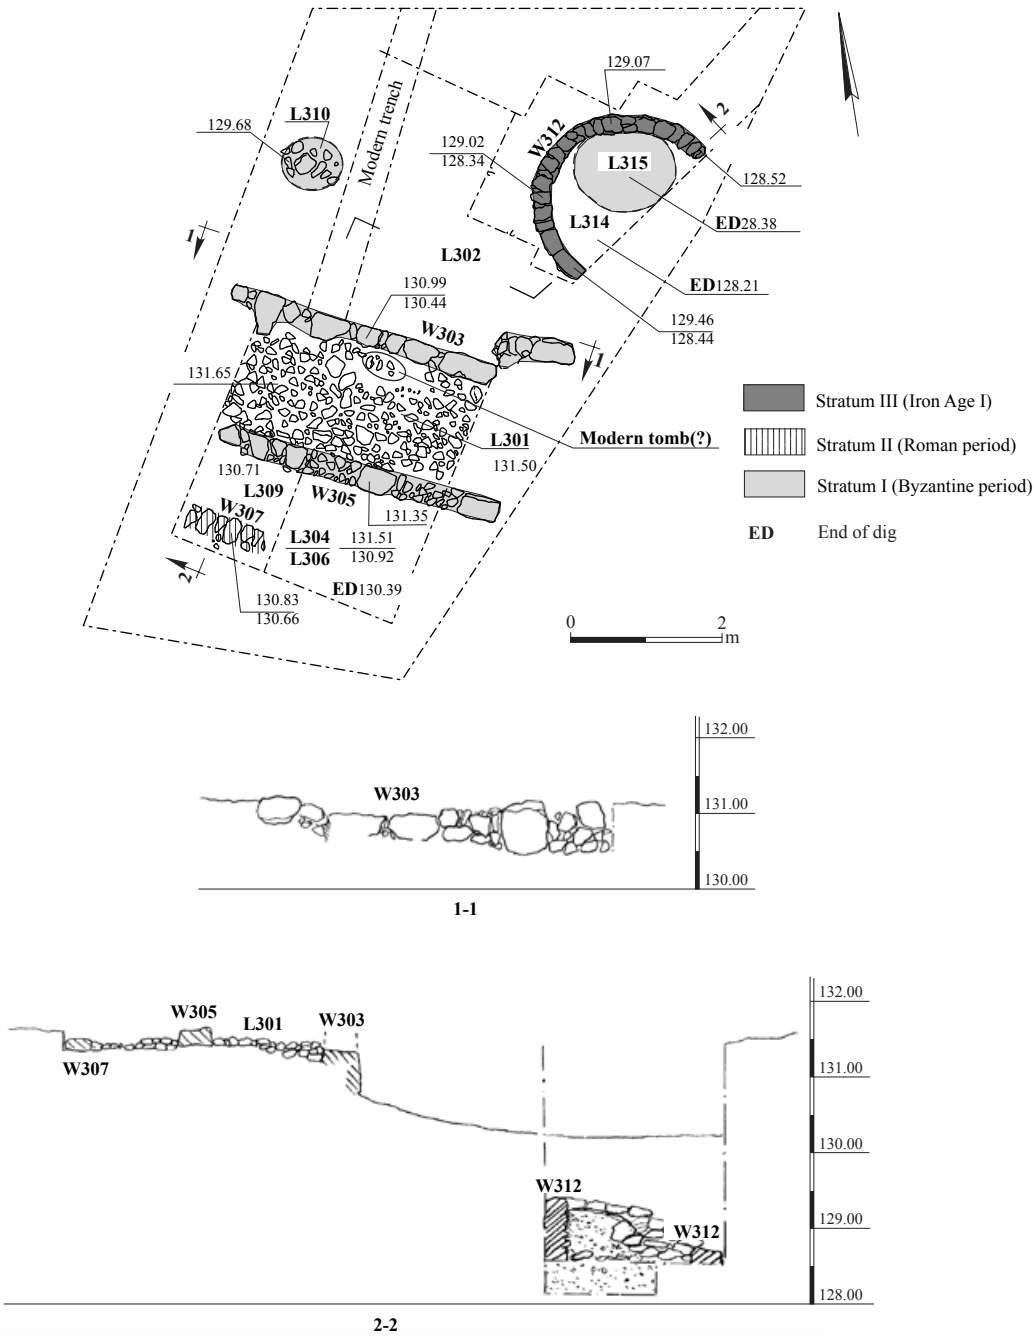 129.07
2
L310
129.68
Modern trench
W312
129.02
128.34
L315
128.52
L314
ED28.38
1
L302
ED128.21
130.99
130.44
129.46
128.44
W303
1
131.65
Stratum III (Iron Age I)
L301
Modern tomb(?)
Stratum II (Roman period)
131.50
130.71
L309
W305
Stratum I (Byzantine period)
W307
131.35
L304
131.51
L306
130.92
ED End of dig
2
ED130.39
130.83
130.66
0 2
m
132.00
W303
131.00
130.00
1-1
132.00
W305
L301
W303
W307
131.00
130.00
W312
W312
129.00
128.00
2-2